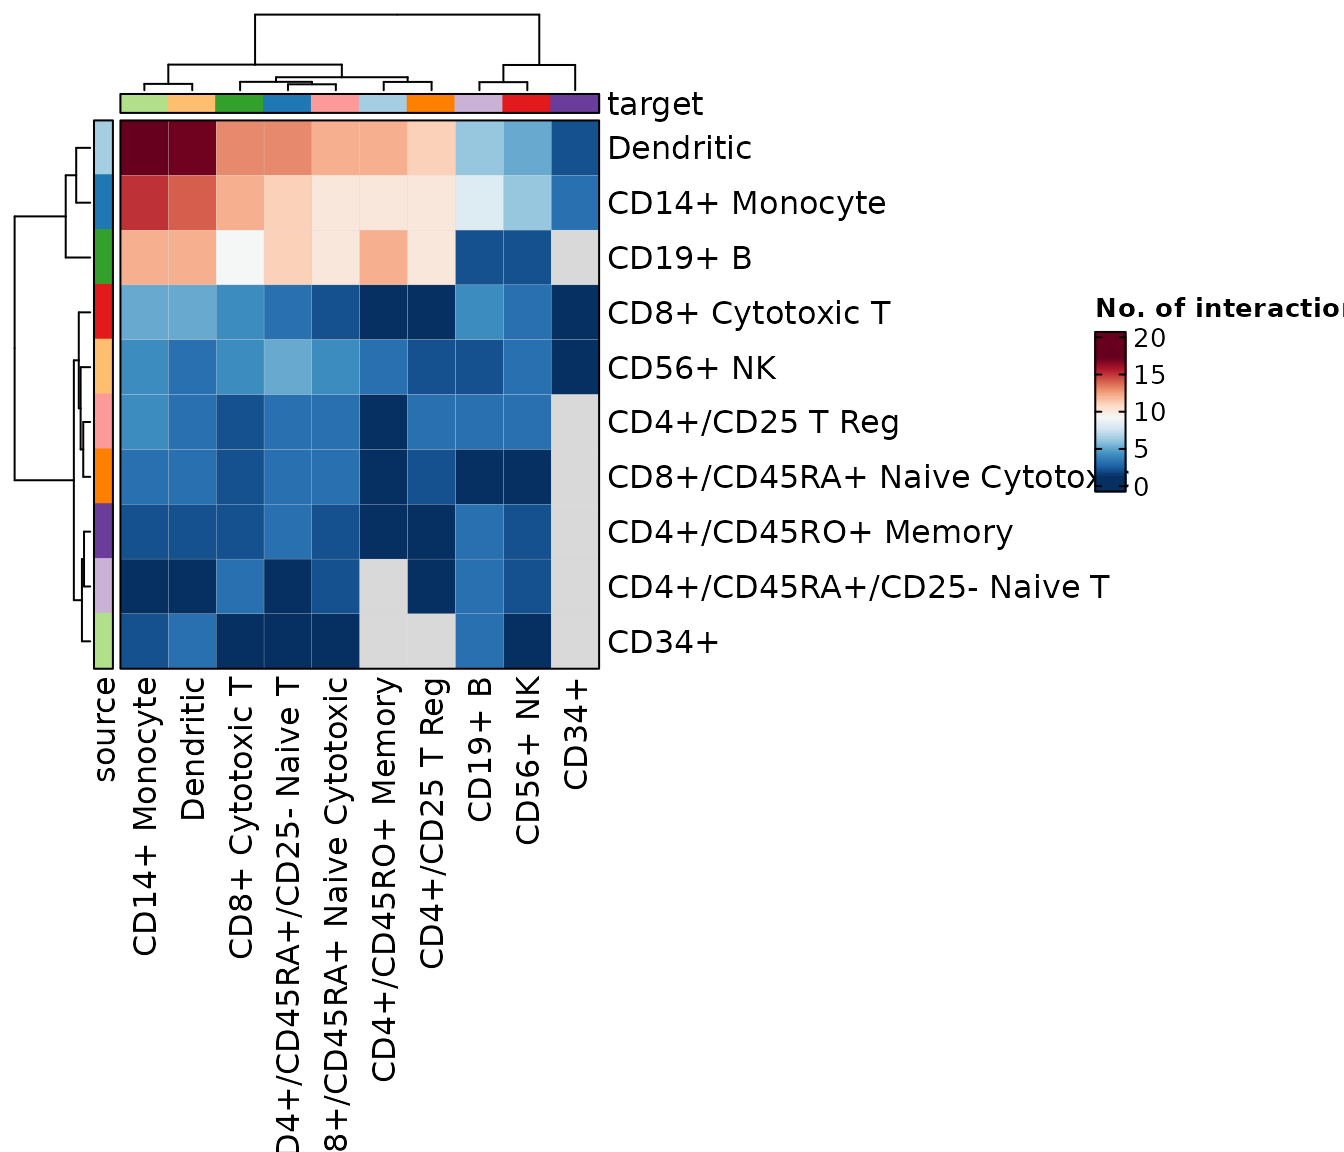 target
Dendritic
CD14+ Monocyte
CD19+ B
CD8+ Cytotoxic T
CD56+ NK
CD4+/CD25 T Reg
CD8+/CD45RA+ Naive Cytotox
CD4+/CD45RO+ Memory
CD4+/CD45RA+/CD25- Naive T
CD34+
No. of interactio
20
15
10
5
0
source
CD14+ Monocyte
Dendritic
CD8+ Cytotoxic T
D4+/CD45RA+/CD25- Naive T
8+/CD45RA+ Naive Cytotoxic
CD4+/CD45RO+ Memory
CD4+/CD25 T Reg
CD19+ B
CD56+ NK
CD34+